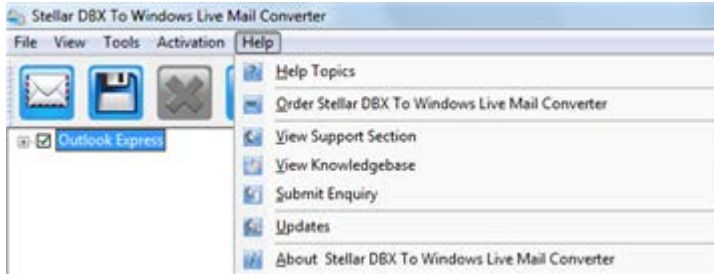 Stellar DBX To Windows Live Mail Converter
File View Tools Activation Help
Help Topics
Order Stellar DBX To Windows Live Mail Converter
Outlook Express
View Support Section
View Knowledgebase
Submit Enquiry
Updates
About Stellar DBX To Windows Live Mail Converter